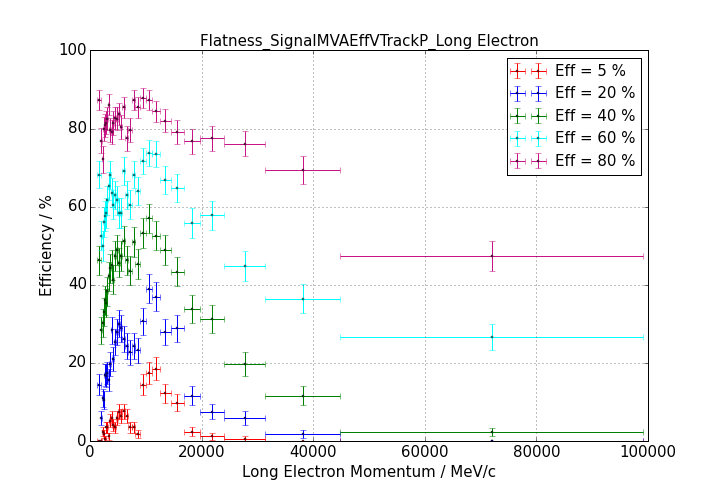 Flatness_SignalMVAEffVTrackP_Long Electron
100
80
60
40
20
0
Efficiency / %
Eff = 5 %
Eff = 20 %
Eff = 40 %
Eff = 60 %
Eff = 80 %
0 20000 40000 60000 80000 100000
Long Electron Momentum / MeV/c